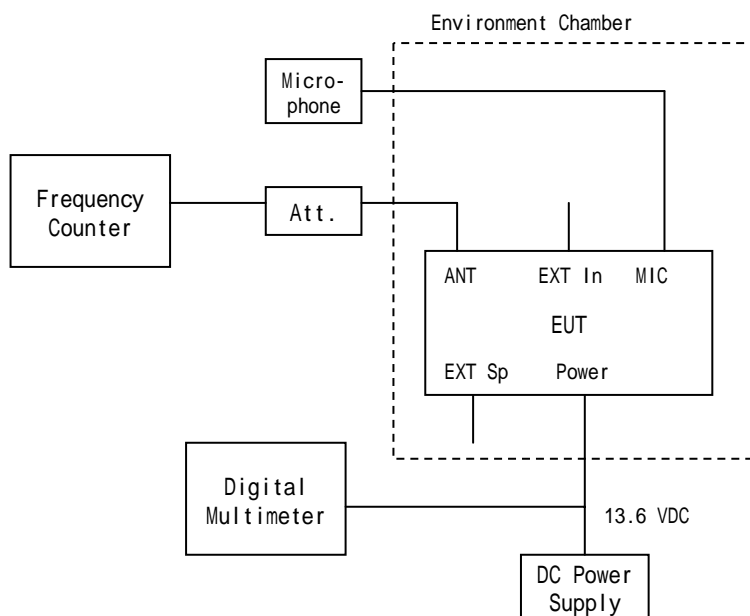 Environment Chamber
Micro-
phone
Frequency
Counter
Att.
ANT EXT In MIC
EUT
EXT Sp Power
Digital
Multimeter
13.6 VDC
DC Power
Supply